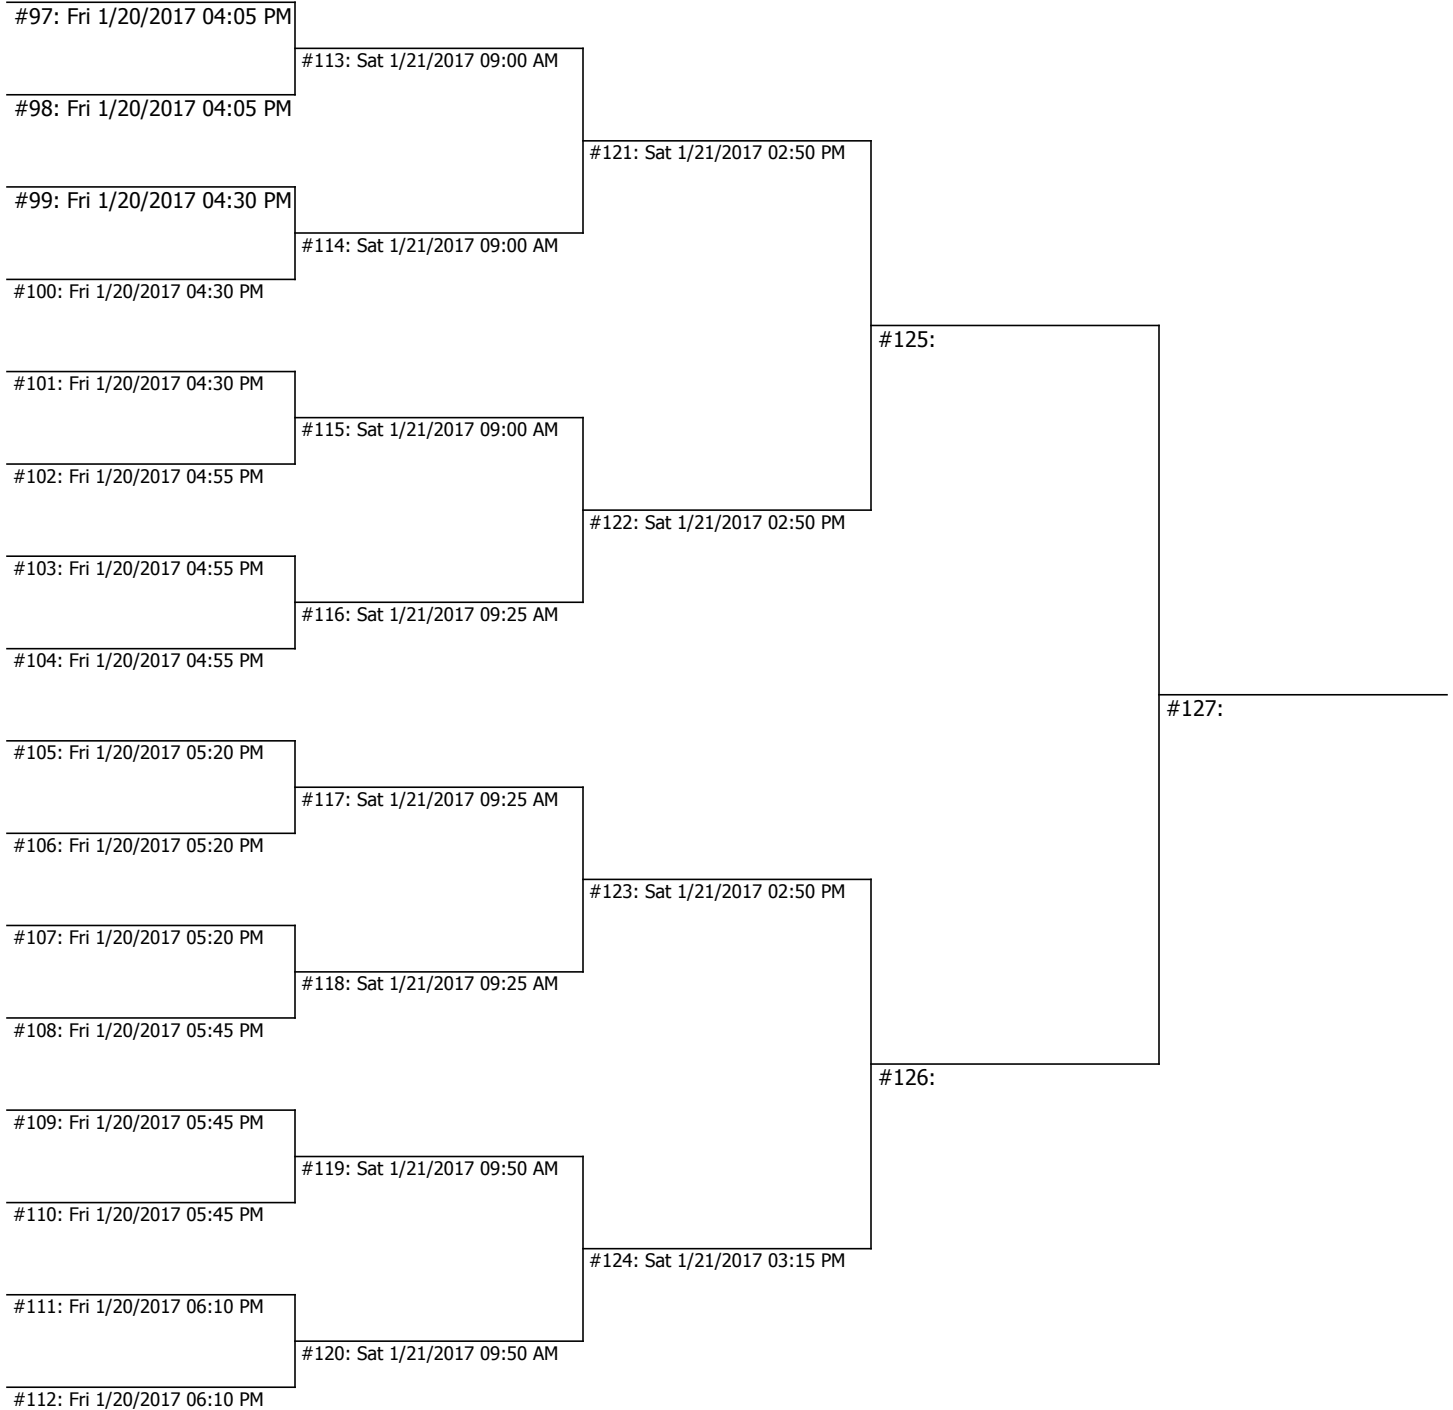 #97: Fri 1/20/2017 04:05 PM
#113: Sat 1/21/2017 09:00 AM
#98: Fri 1/20/2017 04:05 PM
#121: Sat 1/21/2017 02:50 PM
#99: Fri 1/20/2017 04:30 PM
#114: Sat 1/21/2017 09:00 AM
#100: Fri 1/20/2017 04:30 PM
#125:
#101: Fri 1/20/2017 04:30 PM
#115: Sat 1/21/2017 09:00 AM
#102: Fri 1/20/2017 04:55 PM
#122: Sat 1/21/2017 02:50 PM
#103: Fri 1/20/2017 04:55 PM
#116: Sat 1/21/2017 09:25 AM
#104: Fri 1/20/2017 04:55 PM
#127:
#105: Fri 1/20/2017 05:20 PM
#117: Sat 1/21/2017 09:25 AM
#106: Fri 1/20/2017 05:20 PM
#123: Sat 1/21/2017 02:50 PM
#107: Fri 1/20/2017 05:20 PM
#118: Sat 1/21/2017 09:25 AM
#108: Fri 1/20/2017 05:45 PM
#126:
#109: Fri 1/20/2017 05:45 PM
#119: Sat 1/21/2017 09:50 AM
#110: Fri 1/20/2017 05:45 PM
#124: Sat 1/21/2017 03:15 PM
#111: Fri 1/20/2017 06:10 PM
#120: Sat 1/21/2017 09:50 AM
#112: Fri 1/20/2017 06:10 PM